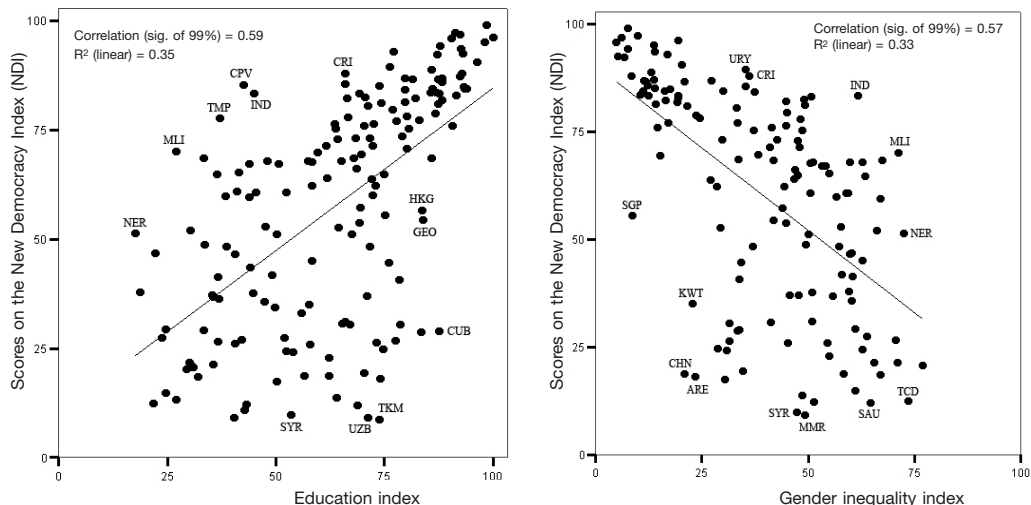 Scores on the New Democracy Index (NDI)
100
75
50
25
0
Correlation (sig. of 99%) = 0.59
R² (linear) = 0.35
CRI
CPV
IND
TMP
MLI
NER
HKG
GEO
CUB
TKM
UZB
SYR
0
25
50
75
100
Education index
Scores on the New Democracy Index (NDI)
100
75
50
25
0
Correlation (sig. of 99%) = 0.57
R² (linear) = 0.33
URY
CRI
IND
MLI
SGP
NER
KWT
CHN
ARE
TCD
SYR
SAU
MMR
0
25
50
75
100
Gender inequality index